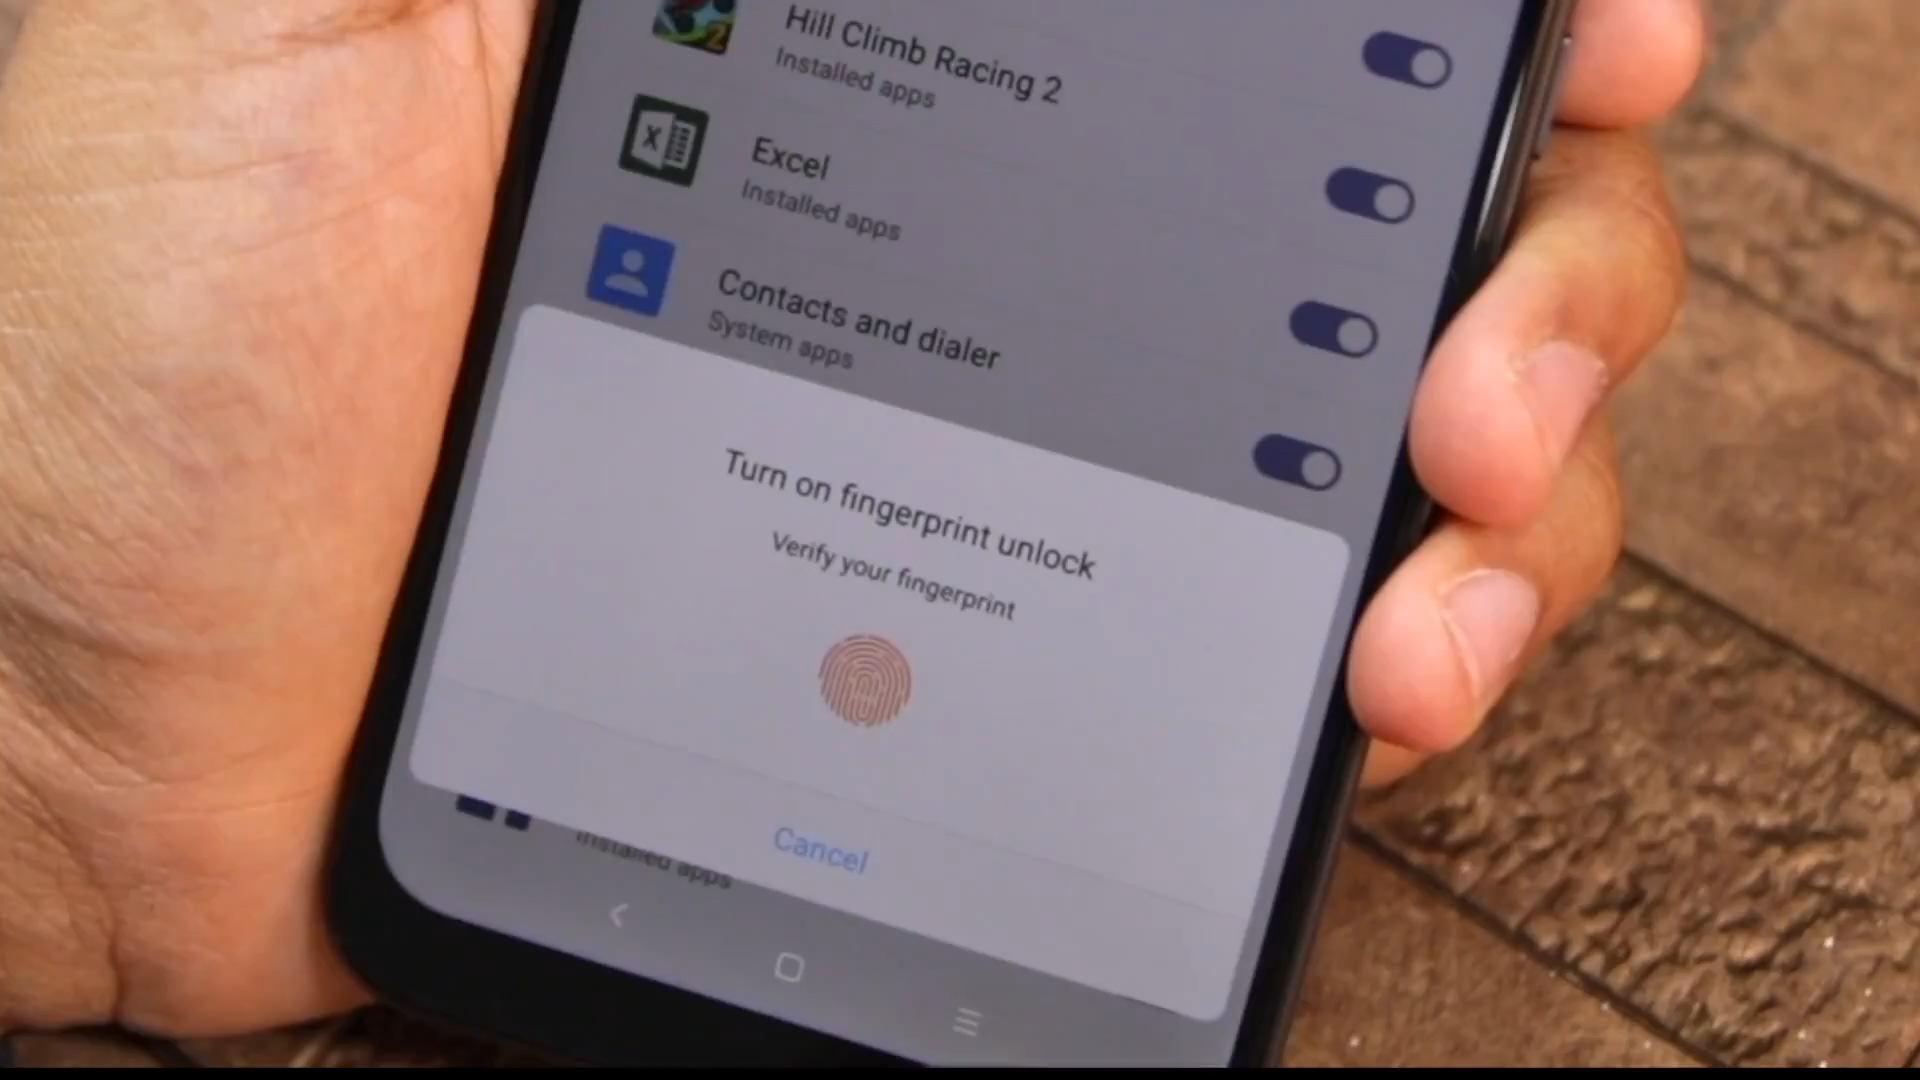 2
Hill Climb Racing 2
Installed apps
X
Excel
Installed apps
Contacts and dialer
System apps
Turn on fingerprint unlock
Verify your fingerprint
Installed apps
Cancel